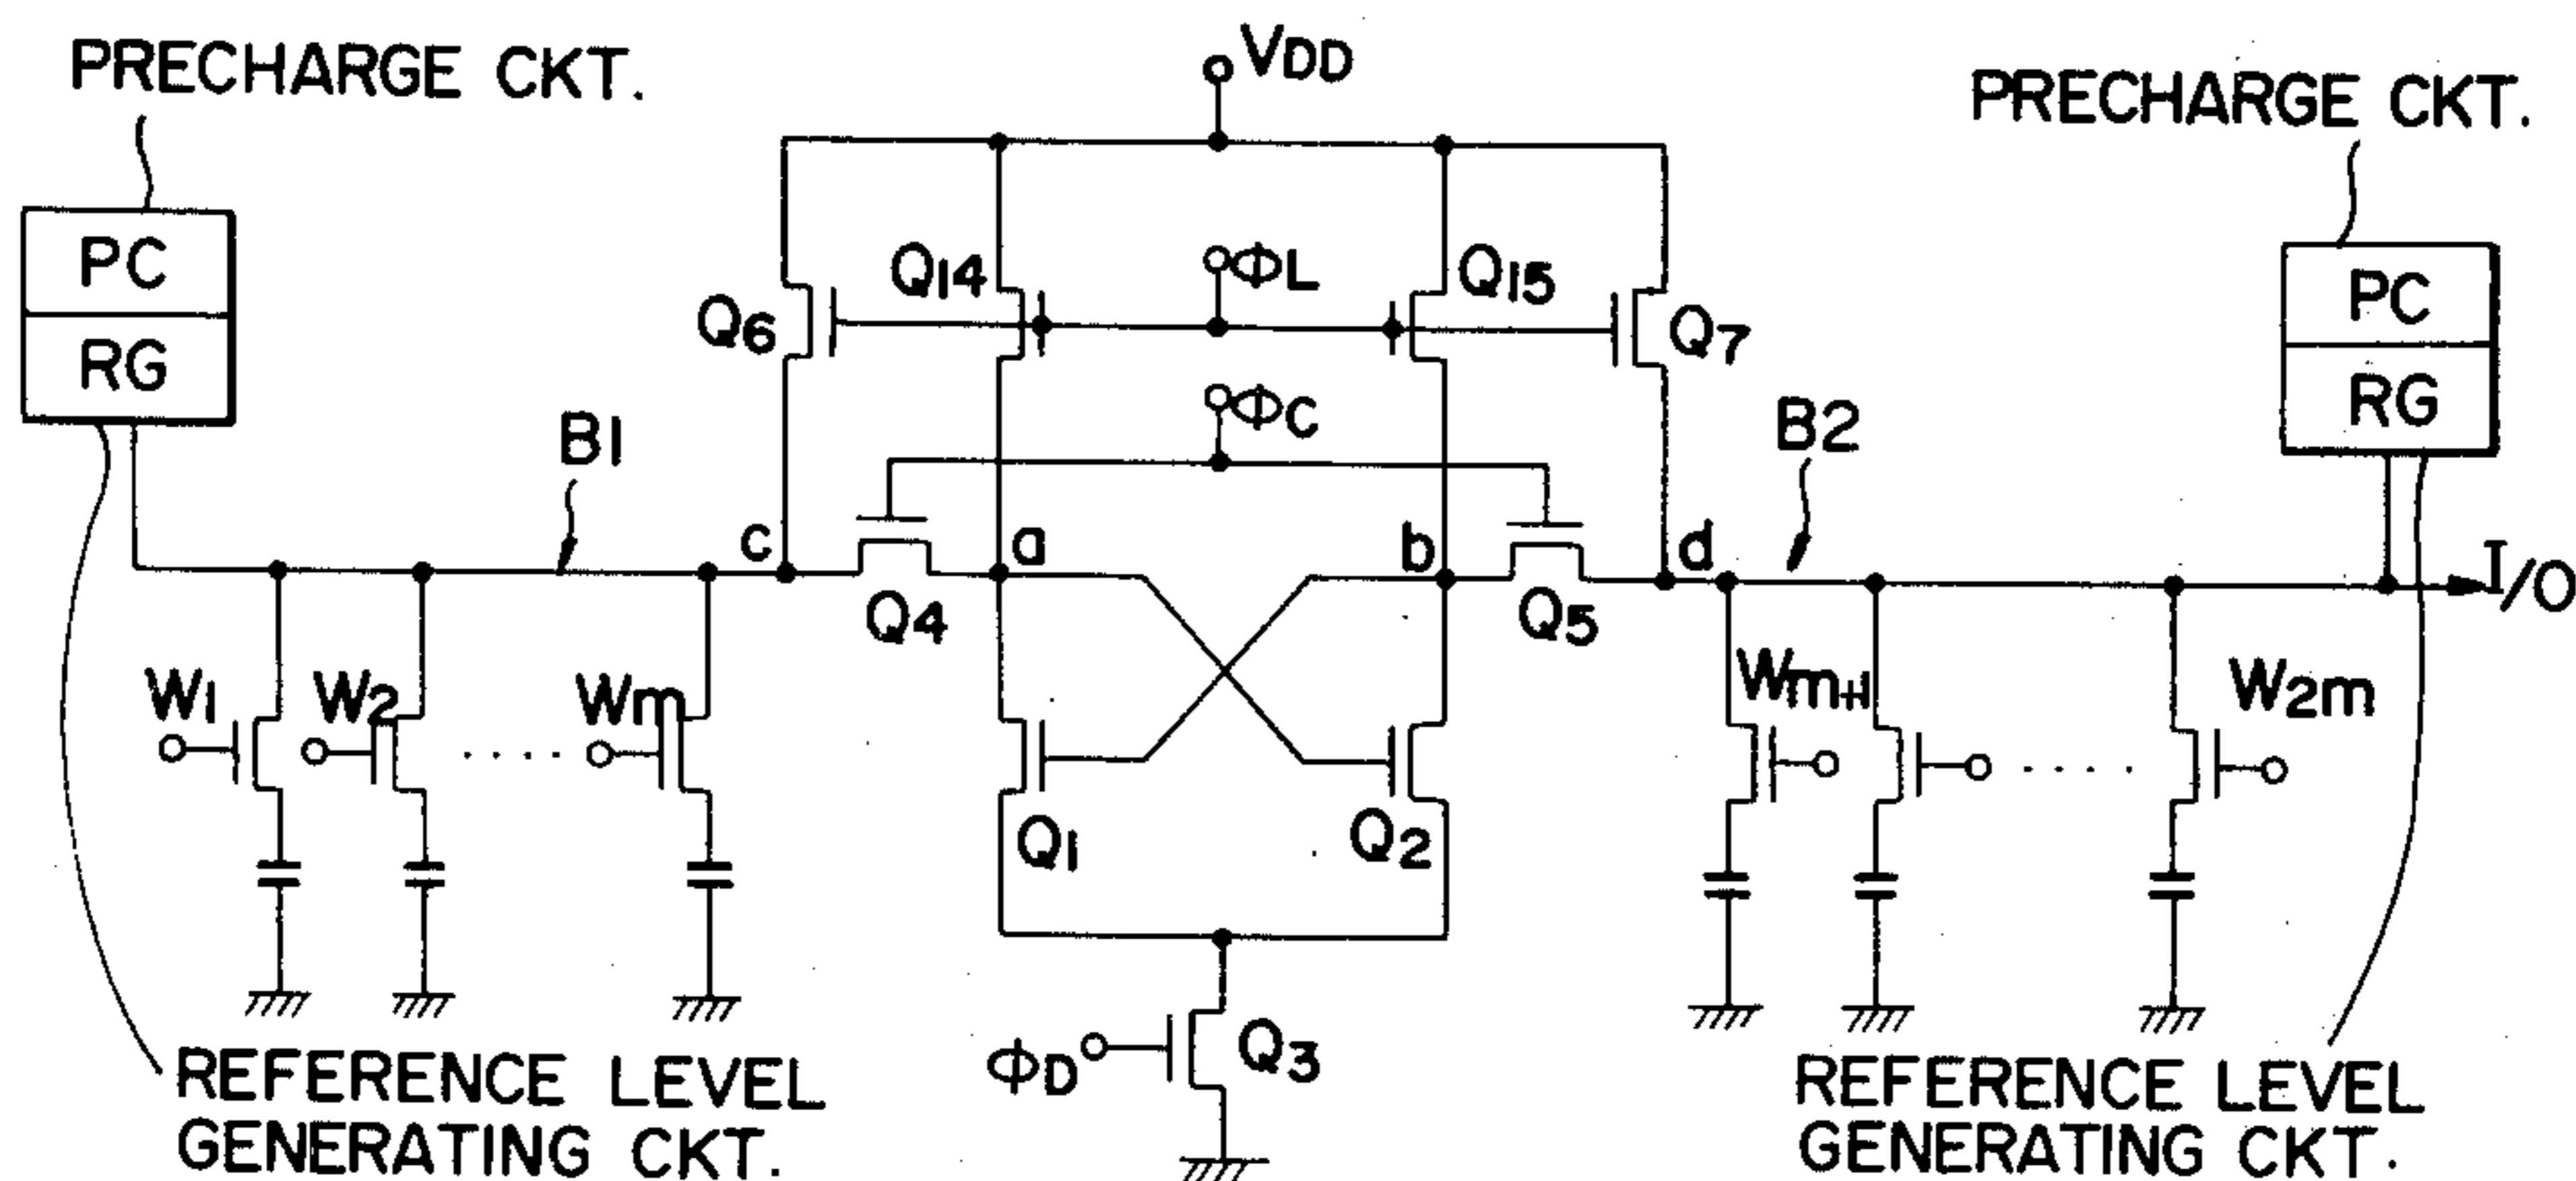 PRECHARGE CKT.
VDD
PRECHARGE CKT.
PC
RG
Q6
Q14
ΦL
Q15
Q7
PC
RG
B1
ΦC
B2
c
Q4
a
b
Q5
d
I/O
W1
W2
Wm
Wm+1
W2m
Q1
Q2
ΦD
Q3
REFERENCE LEVEL
GENERATING CKT.
REFERENCE LEVEL
GENERATING CKT.